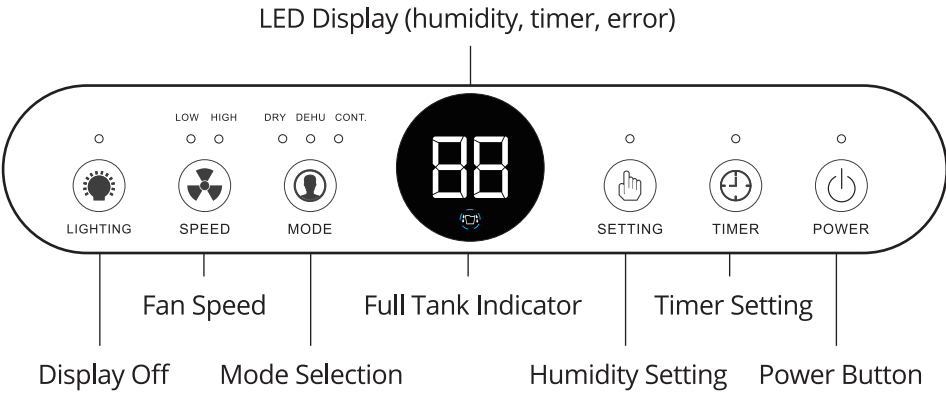 LED Display (humidity, timer, error)
LOW HIGH DRY DEHU CONT.
88
LIGHTING SPEED MODE SETTING TIMER POWER
Fan Speed Full Tank Indicator Timer Setting
Display Off Mode Selection Humidity Setting Power Button